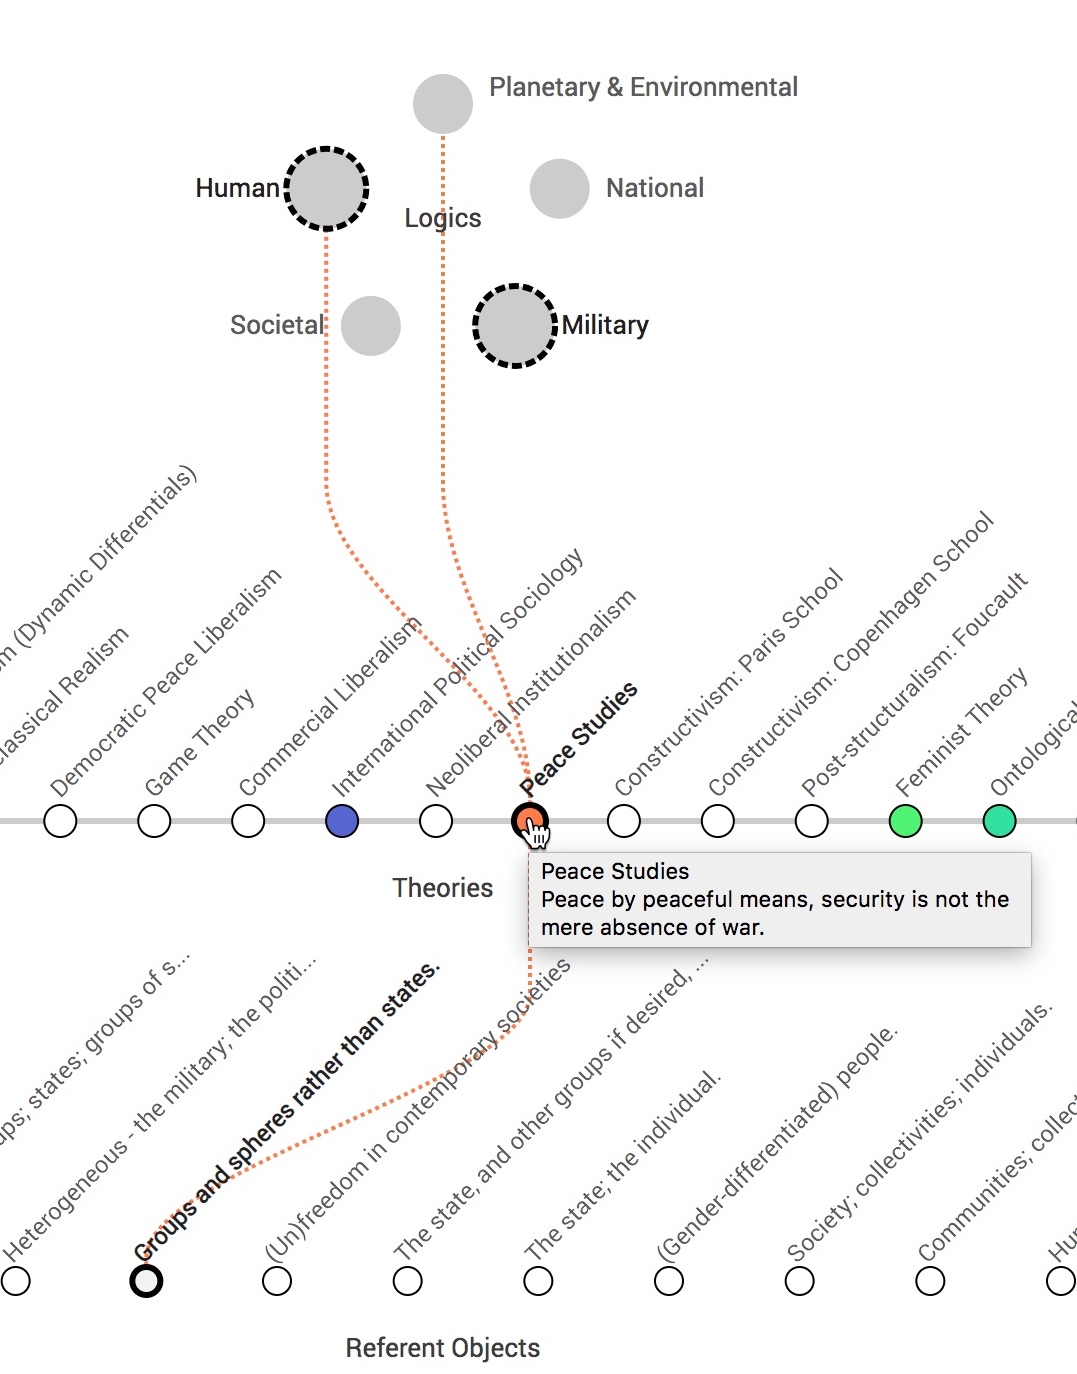 Planetary & Environmental
Human
National
Logics
Societal
Military
(Dynamic Differentials)
Realism
Democratic Peace Liberalism
Game Theory
Commercial Liberalism
International Political Sociology
Neoliberal Institutionalism
Peace Studies
Constructivism: Paris School
Constructivism: Copenhagen School
Post-structuralism: Foucault
Feminist Theory
Ontological
Theories
Peace Studies
Peace by peaceful means, security is not the
mere absence of war.
states; groups of s...
Heterogeneous - the military; the politi...
Groups and spheres rather than states.
(Un)freedom in contemporary societies
The state, and other groups if desired, ...
The state; the individual.
(Gender-differentiated) people.
Society; collectivities; individuals.
Communities;
Referent Objects